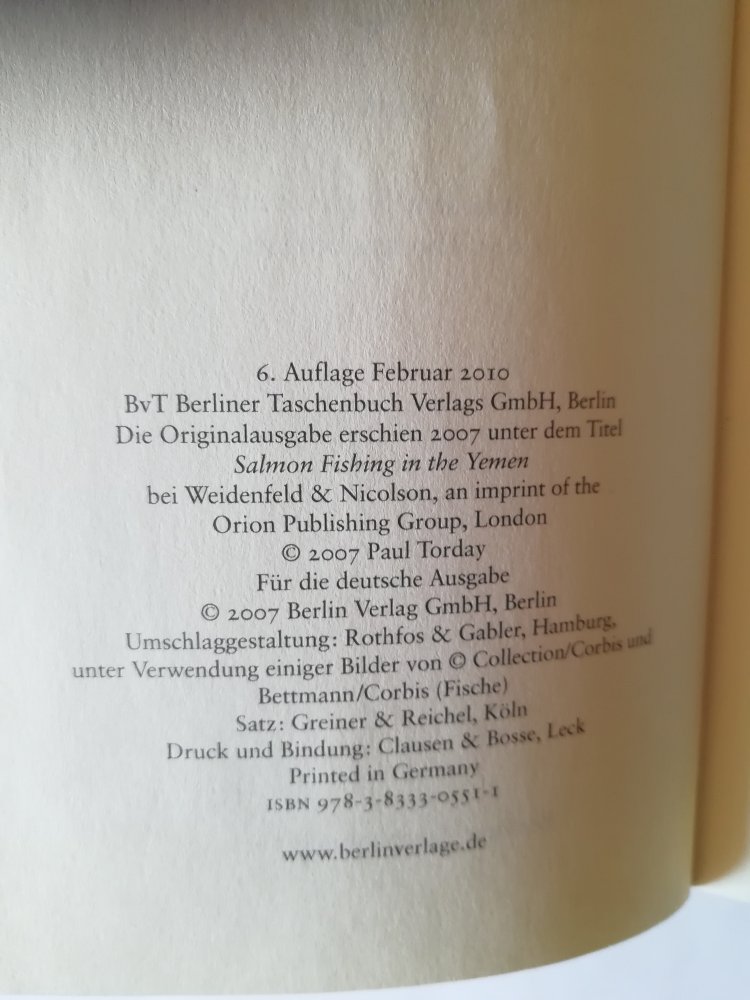 6. Auflage Februar 2010
BvT Berliner Taschenbuch Verlags GmbH, Berlin
Die Originalausgabe erschien 2007 unter dem Titel
Salmon Fishing in the Yemen
bei Weidenfeld & Nicolson, an imprint of the
Orion Publishing Group, London
© 2007 Paul Torday
Für die deutsche Ausgabe
© 2007 Berlin Verlag GmbH, Berlin
Umschlaggestaltung: Rothfos & Gabler, Hamburg,
unter Verwendung einiger Bilder von © Collection/Corbis und
Bettmann/Corbis (Fische)
Satz: Greiner & Reichel, Köln
Druck und Bindung: Clausen & Bosse, Leck
Printed in Germany
ISBN 978-3-8333-0551-1
www.berlinverlage.de